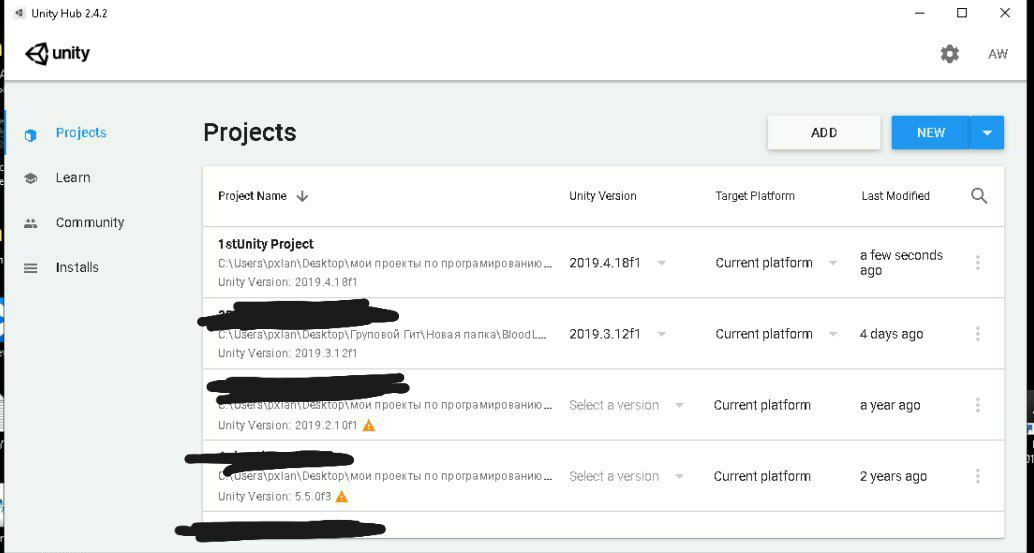 Unity Hub 2.4.2
unity
AW
Projects
Learn
Community
Installs
Projects
ADD
NEW
Project Name
Unity Version
Target Platform
Last Modified
1stUnity Project
C:\Users\pxlan\Desktop\мои проекты по програмированию...
Unity Version: 2019.4.18f1
2019.4.18f1
Current platform
a few seconds
ago
C:\Users\pxlan\Desktop\Груповой Гит\Новая папка\BloodL...
Unity Version: 2019.3.12f1
2019.3.12f1
Current platform
4 days ago
C:\Users\pxlan\Desktop\мои проекты по програмированию...
Unity Version: 2019.2.10f1
Select a version
Current platform
a year ago
C:\Users\pxlan\Desktop\мои проекты по програмированию...
Unity Version: 5.5.0f3
Select a version
Current platform
2 years ago